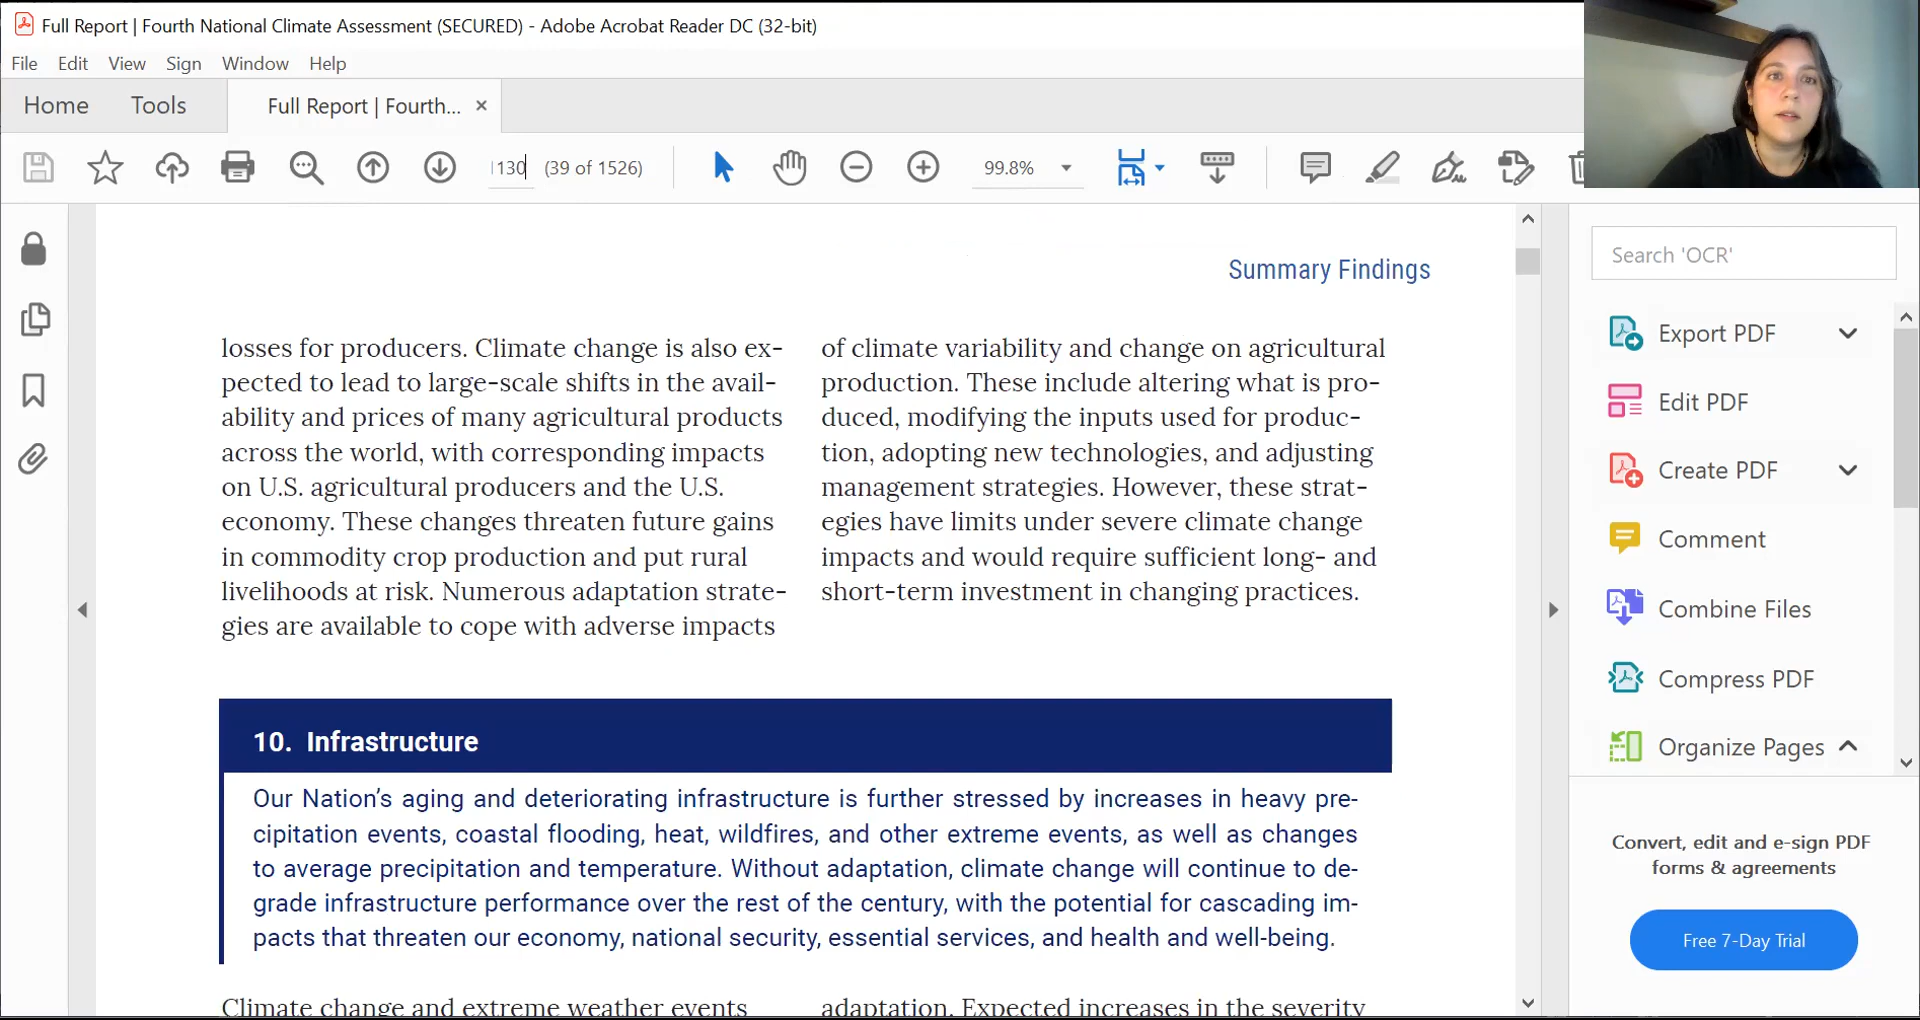 Full Report | Fourth National Climate Assessment (SECURED) - Adobe Acrobat Reader DC (32-bit)
File Edit View Sign Window Help
Home Tools Full Report | Fourth...
130 (39 of 1526) 99.8%
Summary Findings
losses for producers. Climate change is also ex-
pected to lead to large-scale shifts in the avail-
ability and prices of many agricultural products
across the world, with corresponding impacts
on U.S. agricultural producers and the U.S.
economy. These changes threaten future gains
in commodity crop production and put rural
livelihoods at risk. Numerous adaptation strate-
gies are available to cope with adverse impacts
of climate variability and change on agricultural
production. These include altering what is pro-
duced, modifying the inputs used for produc-
tion, adopting new technologies, and adjusting
management strategies. However, these strat-
egies have limits under severe climate change
impacts and would require sufficient long- and
short-term investment in changing practices.
10. Infrastructure
Our Nation’s aging and deteriorating infrastructure is further stressed by increases in heavy pre-
cipitation events, coastal flooding, heat, wildfires, and other extreme events, as well as changes
to average precipitation and temperature. Without adaptation, climate change will continue to de-
grade infrastructure performance over the rest of the century, with the potential for cascading im-
pacts that threaten our economy, national security, essential services, and health and well-being.
Climate change and extreme weather events
adaptation. Expected increases in the severity
Search 'OCR'
Export PDF
Edit PDF
Create PDF
Comment
Combine Files
Compress PDF
Organize Pages
Convert, edit and e-sign PDF
forms & agreements
Free 7-Day Trial